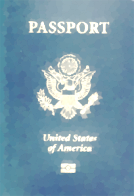 PASSPORT
United States
of America